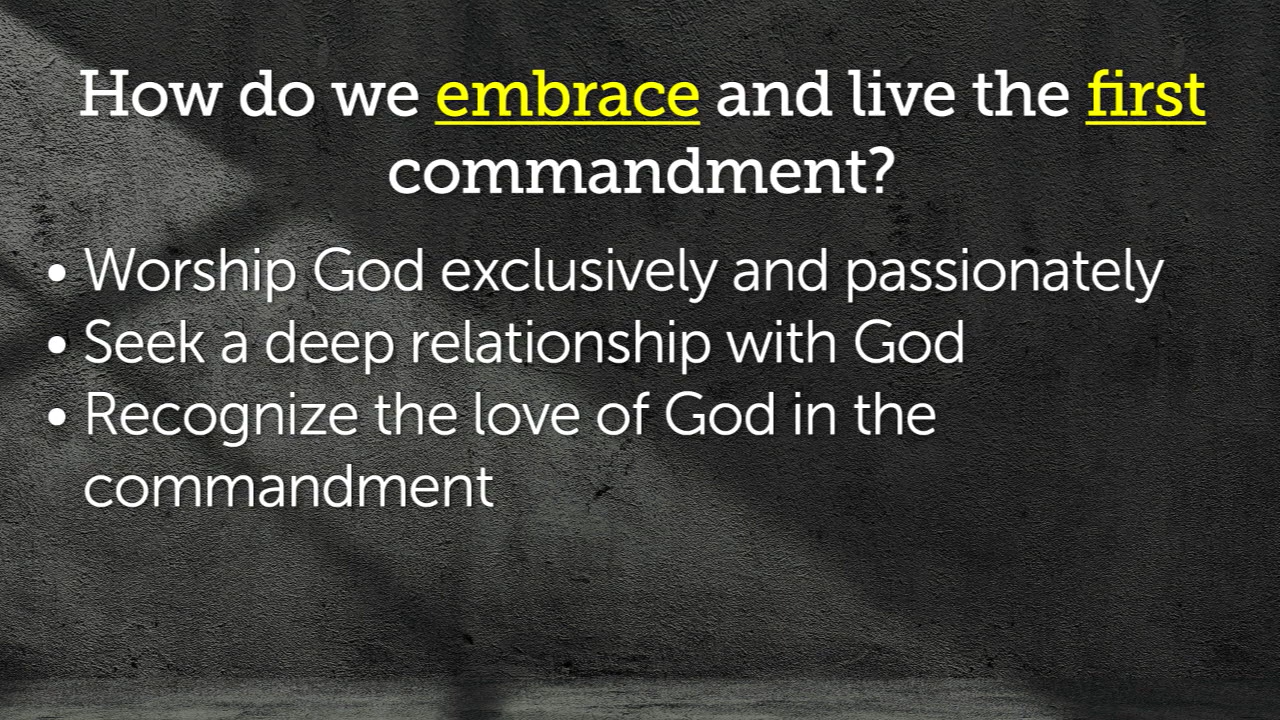 How do we embrace and live the first
commandment?
• Worship God exclusively and passionately
• Seek a deep relationship with God
• Recognize the love of God in the
commandment